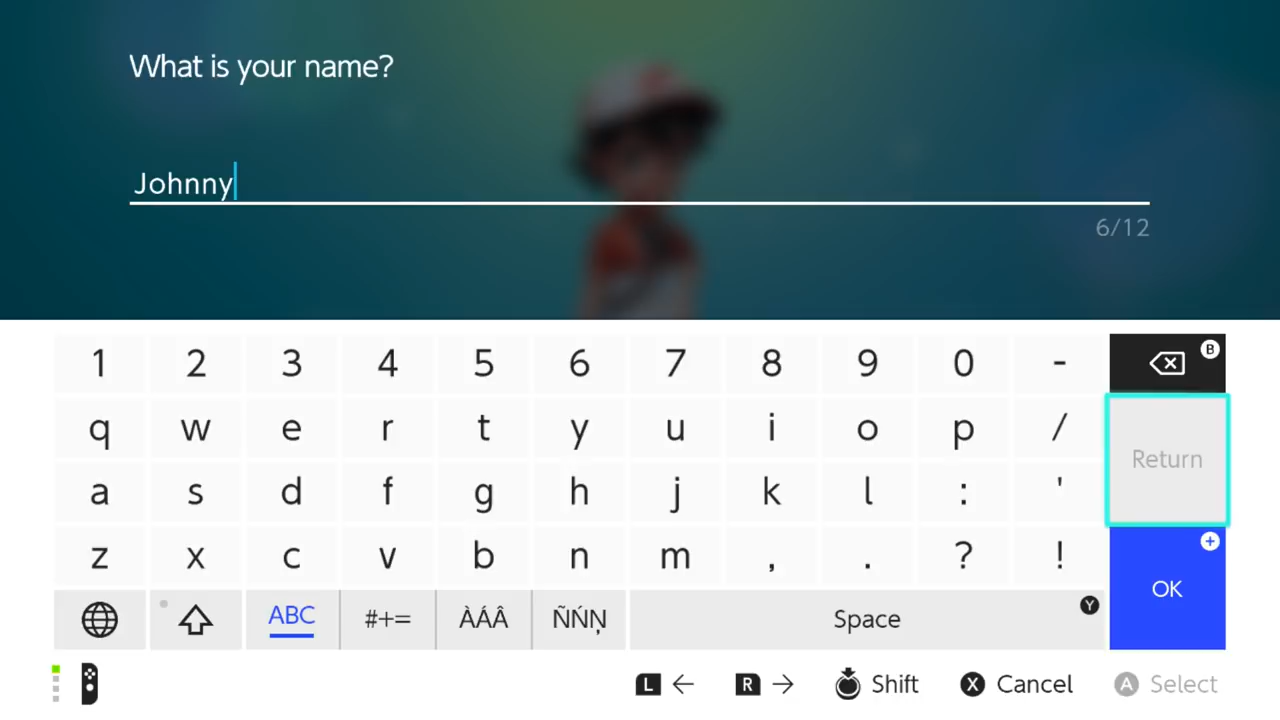 What is your name?
Johnny
6/12
1 2 3 4 5 6 7 8 9 0 - B
q w e r t y u i o p /
Return
a s d f g h j k l : '
z x c v b n m , . ? ! +
OK
ABC #+= ÀÁÂ ÑŃŅ Space Y
L ← R → Shift X Cancel A Select